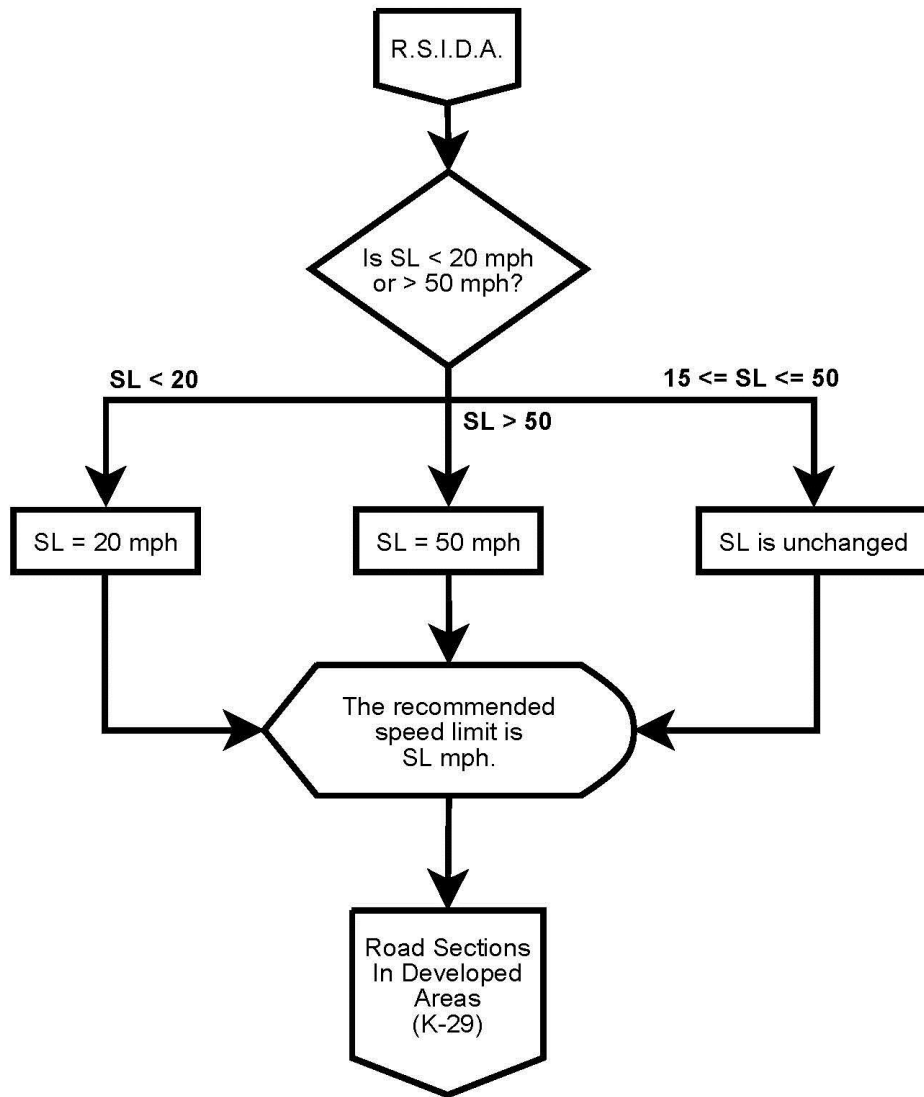 R.S.I.D.A.
Is SL < 20 mph
or > 50 mph?
SL < 20
SL > 50
15 <= SL <= 50
SL = 20 mph
SL = 50 mph
SL is unchanged
The recommended
speed limit is
SL mph.
Road Sections
In Developed
Areas
(K-29)